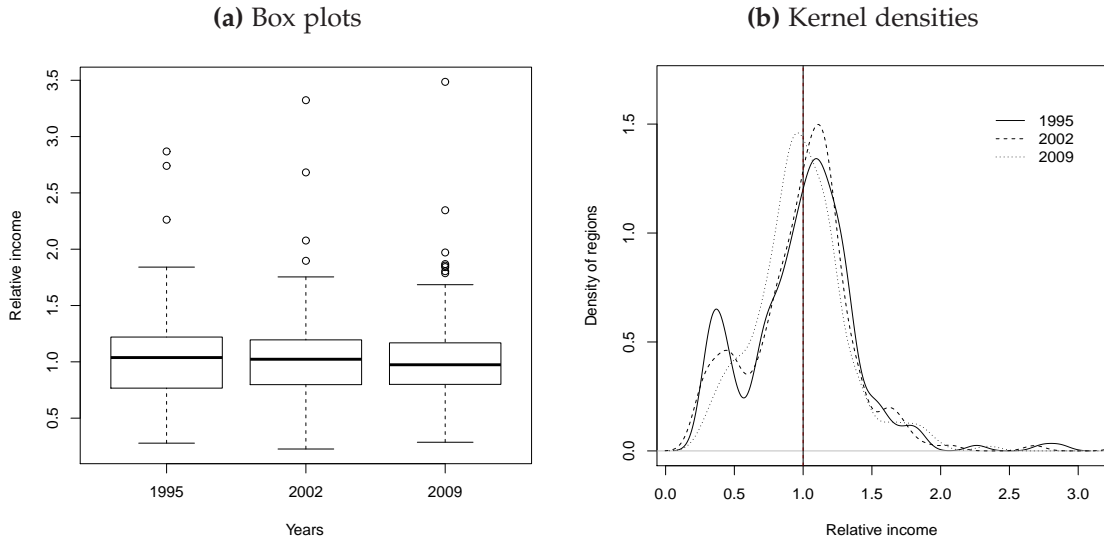 (a) Box plots
3.5
3.0
2.5
2.0
1.5
1.0
0.5
Relative income
1995 2002 2009
Years
(b) Kernel densities
1.5
1.0
0.5
0.0
Density of regions
1995
2002
2009
0.0 0.5 1.0 1.5 2.0 2.5 3.0
Relative income